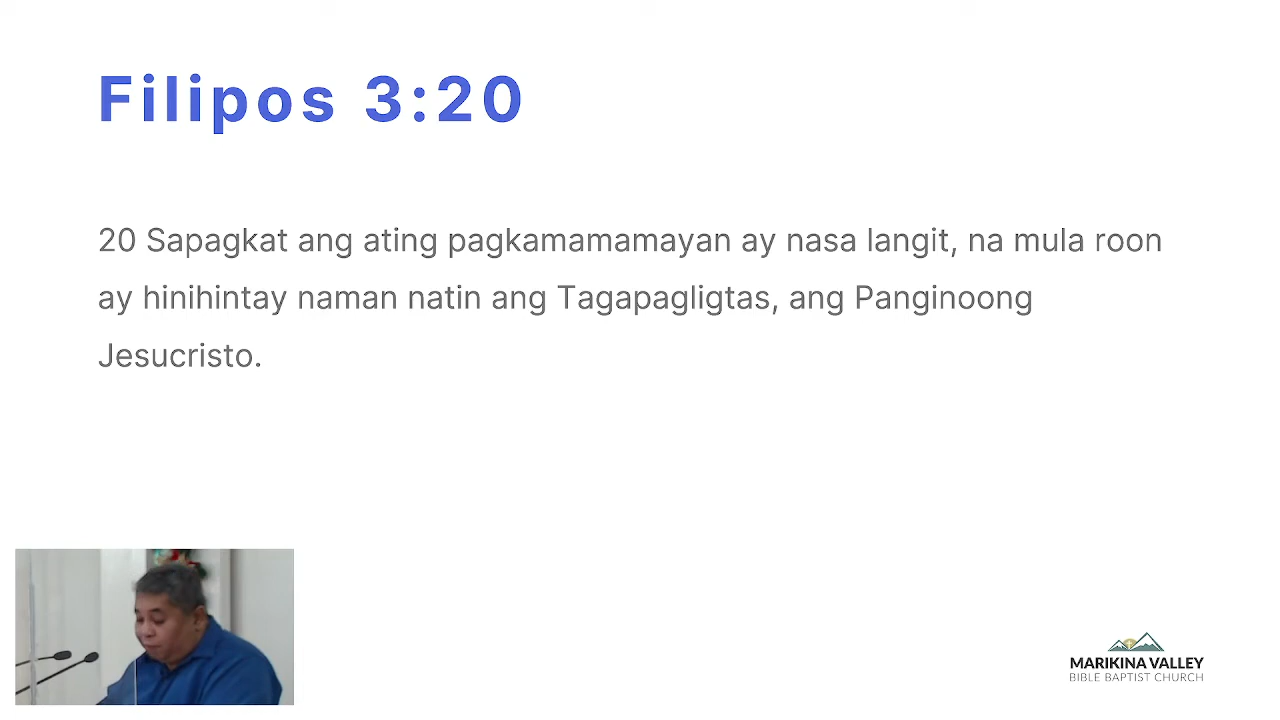 Filipos 3:20
20 Sapagkat ang ating pagkamamamayan ay nasa langit, na mula roon
ay hinihintay naman natin ang Tagapagligtas, ang Panginoong
Jesucristo.
MARIKINA VALLEY
BIBLE BAPTIST CHURCH